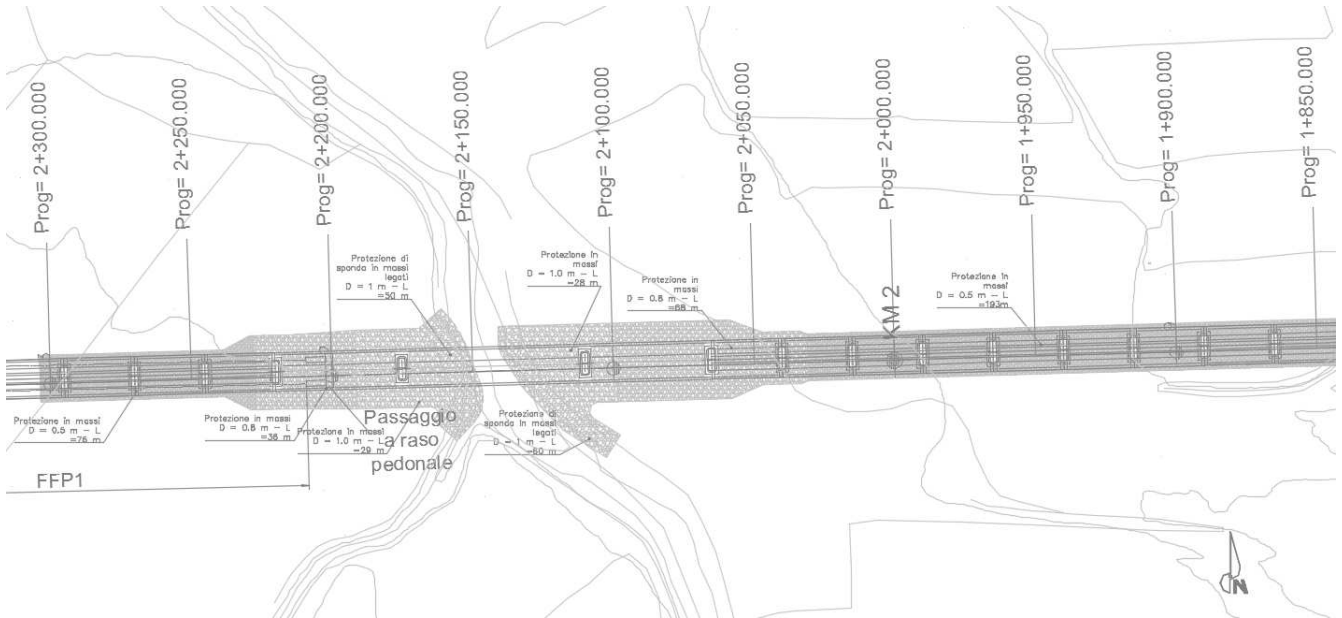 Prog= 2+300.000
Prog= 2+250.000
Prog= 2+200.000
Prog= 2+150.000
Prog= 2+100.000
Prog= 2+050.000
Prog= 2+000.000
Prog= 1+950.000
Prog= 1+900.000
Prog= 1+850.000
KM 2
Protezione di
sponda in massi
legati
D = 1 m - L
=50 m
Protezione in
massi
D = 1.0 m - L
=28 m
Protezione in
massi
D = 0.8 m - L
=68 m
Protezione in
massi
D = 0.5 m - L
=193m
Protezione in massi
D = 0.5 m - L
=76 m
Protezione in massi
D = 0.8 m - L
=36 m
Protezione in massi
D = 1.0 m - L
=29 m
Passaggio
a raso
pedonale
Protezione di
sponda in massi
legati
D = 1 m - L
=60 m
FFP1
N